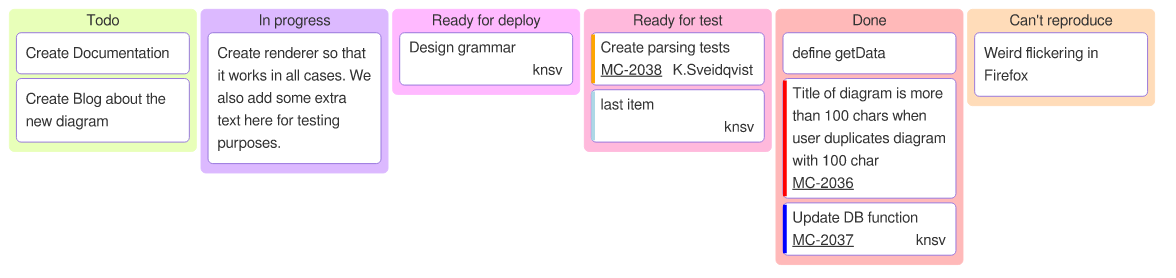 Todo
Create Documentation
Create Blog about the
new diagram
In progress
Create renderer so that
it works in all cases. We
also add some extra
text here for testing
purposes.
Ready for deploy
Design grammar
knsv
Ready for test
Create parsing tests
MC-2038 K.Sveidqvist
last item
knsv
Done
define getData
Title of diagram is more
than 100 chars when
user duplicates diagram
with 100 char
MC-2036
Update DB function
MC-2037 knsv
Can't reproduce
Weird flickering in
Firefox